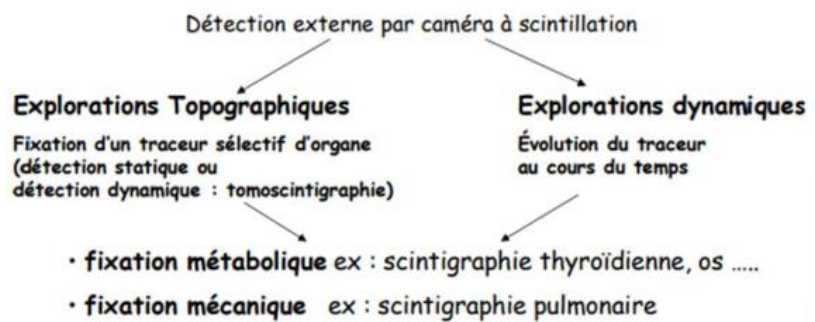 Détection externe par caméra à scintillation
Explorations Topographiques
Fixation d'un traceur sélectif d'organe
(détection statique ou
détection dynamique : tomoscintigraphie)
Explorations dynamiques
Évolution du traceur
au cours du temps
· fixation métabolique ex : scintigraphie thyroïdienne, os .....
· fixation mécanique ex : scintigraphie pulmonaire